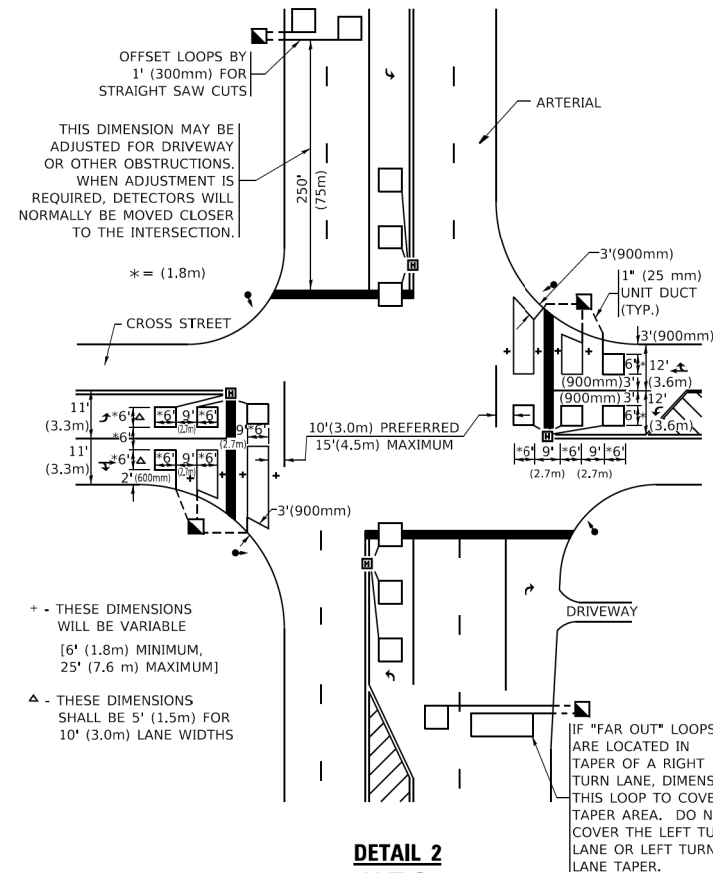 OFFSET LOOPS BY
1' (300mm) FOR
STRAIGHT SAW CUTS
THIS DIMENSION MAY BE
ADJUSTED FOR DRIVEWAY
OR OTHER OBSTRUCTIONS.
WHEN ADJUSTMENT IS
REQUIRED, DETECTORS WILL
NORMALLY BE MOVED CLOSER
TO THE INTERSECTION.
* = (1.8m)
250'
(75m)
ARTERIAL
CROSS STREET
H
3'(900mm)
1" (25 mm)
UNIT DUCT
(TYP.)
3'(900mm)
+ + + +
6'*
12'
(3.6m)
(900mm)3'
(900mm)3'
6'*
12'
(3.6m)
H
*6' 9' *6' 9' *6'
(2.7m) (2.7m)
H
11'
(3.3m)
*6' Δ
*6' 9' *6'
(2.7m)
*6'
9' *6'
(2.7m)
11'
(3.3m)
*6' Δ
*6' 9' *6'
(2.7m)
2' (600mm)
+ + + +
10'(3.0m) PREFERRED
15'(4.5m) MAXIMUM
3'(900mm)
H
+ - THESE DIMENSIONS
WILL BE VARIABLE
[6' (1.8m) MINIMUM,
25' (7.6 m) MAXIMUM]
Δ - THESE DIMENSIONS
SHALL BE 5' (1.5m) FOR
10' (3.0m) LANE WIDTHS
DRIVEWAY
IF "FAR OUT" LOOPS
ARE LOCATED IN
TAPER OF A RIGHT
TURN LANE,
THIS LOOP TO
TAPER AREA. DO
COVER THE LEFT
LANE OR LEFT TURN
LANE TAPER.
DETAIL 2